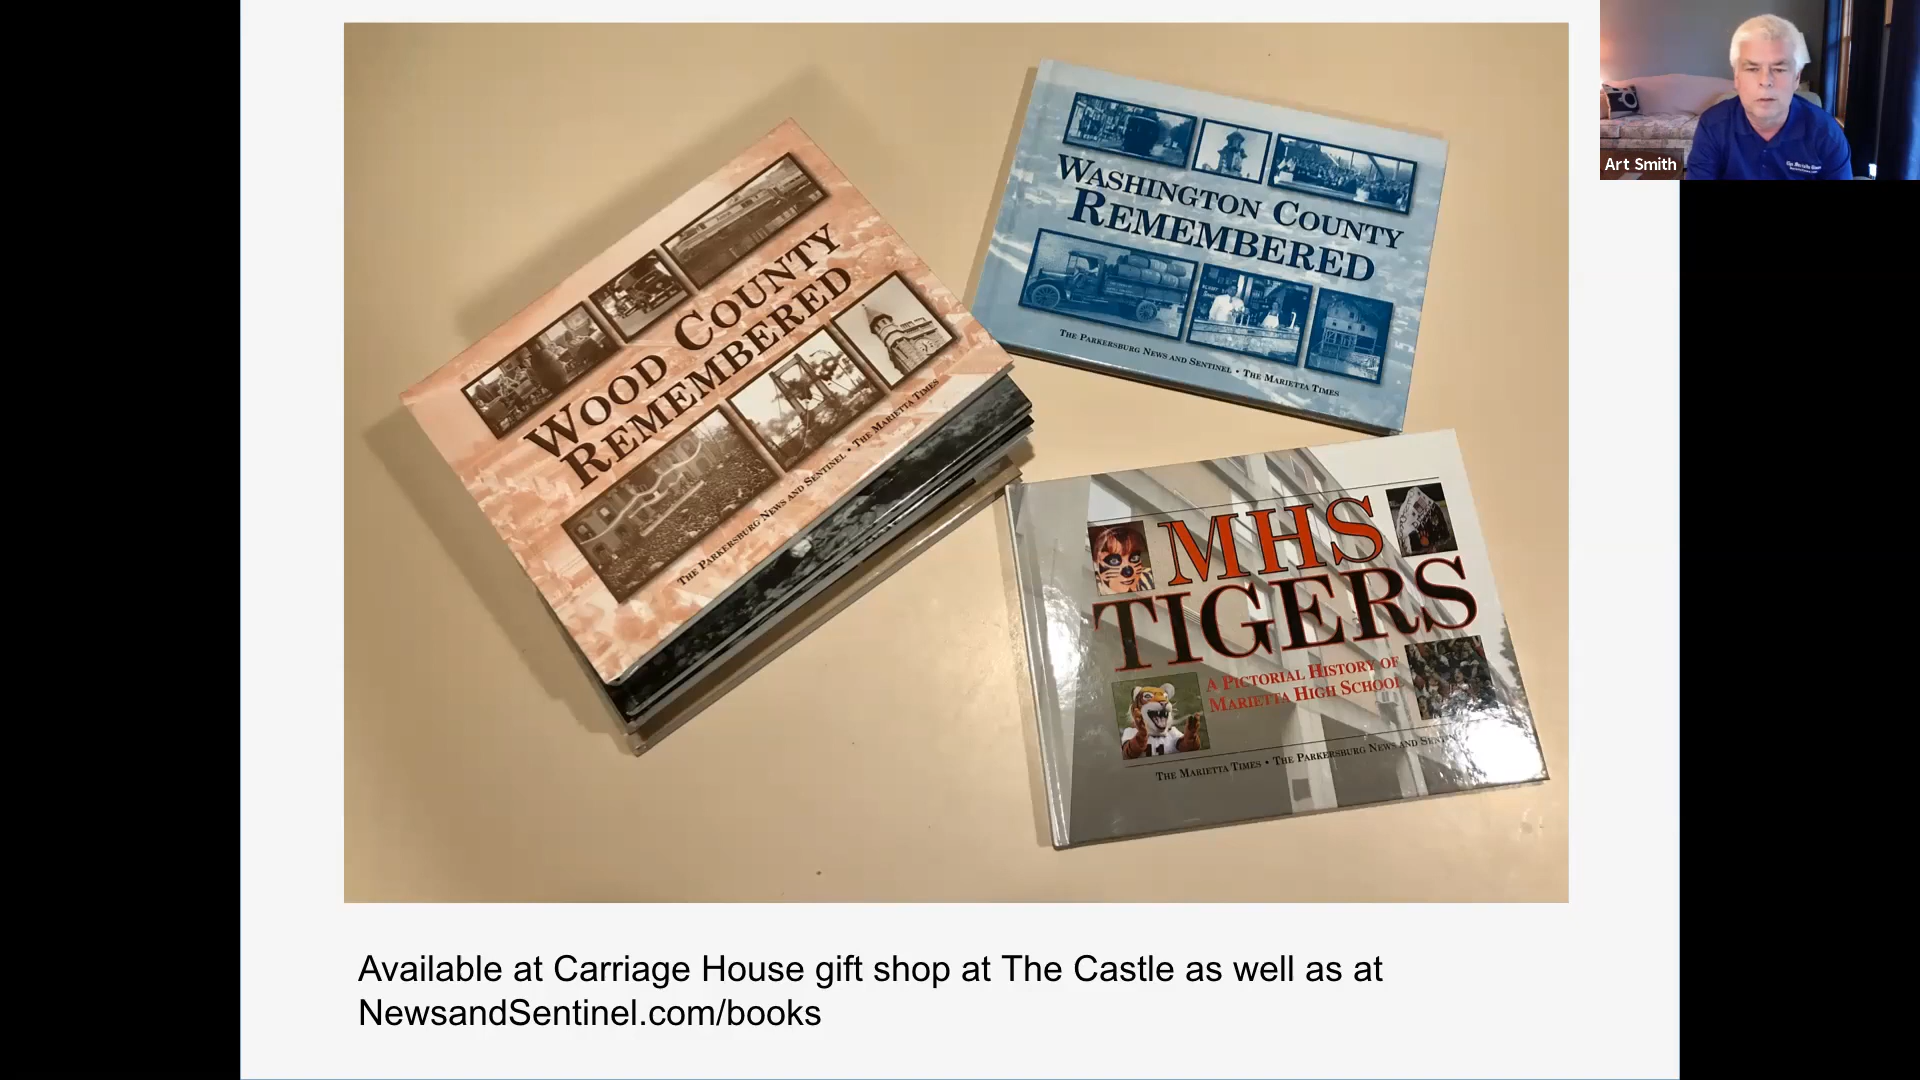 Art Smith
WOOD COUNTY
REMEMBERED
THE PARKERSBURG NEWS AND SENTINEL • THE MARIETTA TIMES
WASHINGTON COUNTY
REMEMBERED
THE PARKERSBURG NEWS AND SENTINEL • THE MARIETTA TIMES
MHS
TIGERS
A PICTORIAL HISTORY OF
MARIETTA HIGH SCHOOL
THE MARIETTA TIMES • THE PARKERSBURG NEWS AND SENTINEL
Available at Carriage House gift shop at The Castle as well as at
NewsandSentinel.com/books